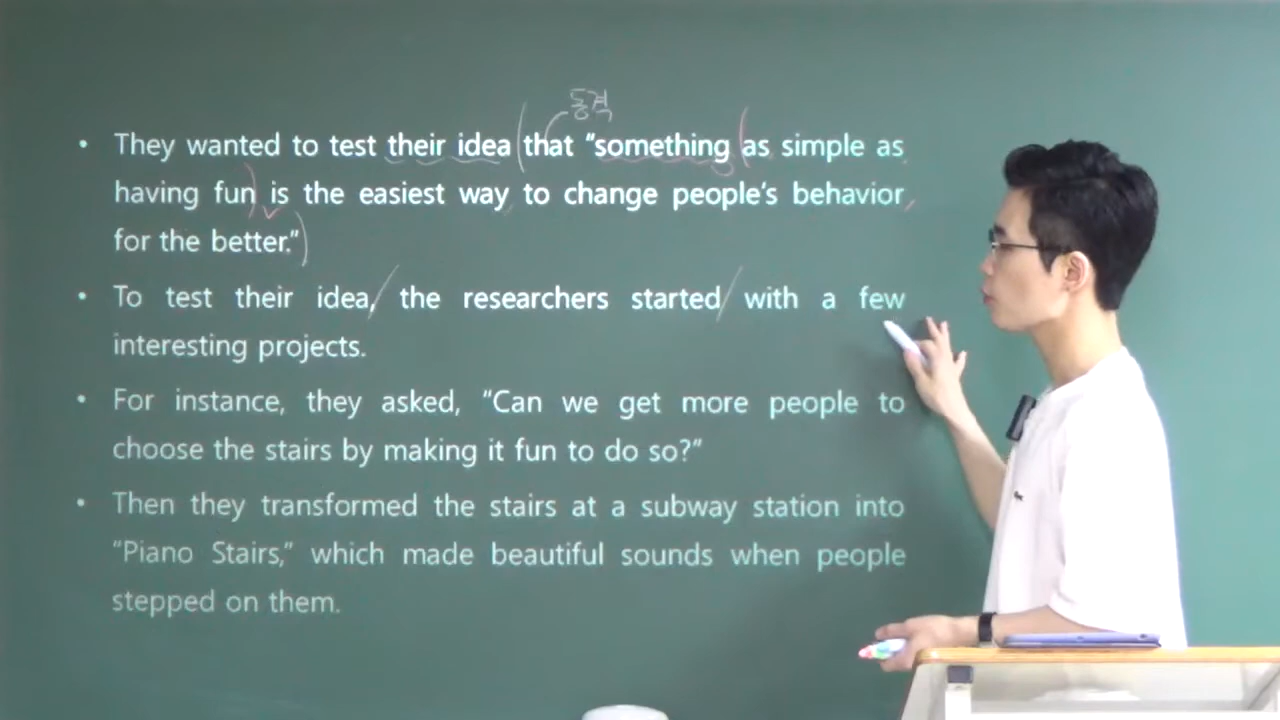 동격
• They wanted to test their idea that "something as simple as
having fun is the easiest way to change people's behavior
for the better."
• To test their idea, the researchers started with a few
interesting projects.
• For instance, they asked, "Can we get more people to
choose the stairs by making it fun to do so?"
• Then they transformed the stairs at a subway station into
"Piano Stairs," which made beautiful sounds when people
stepped on them.